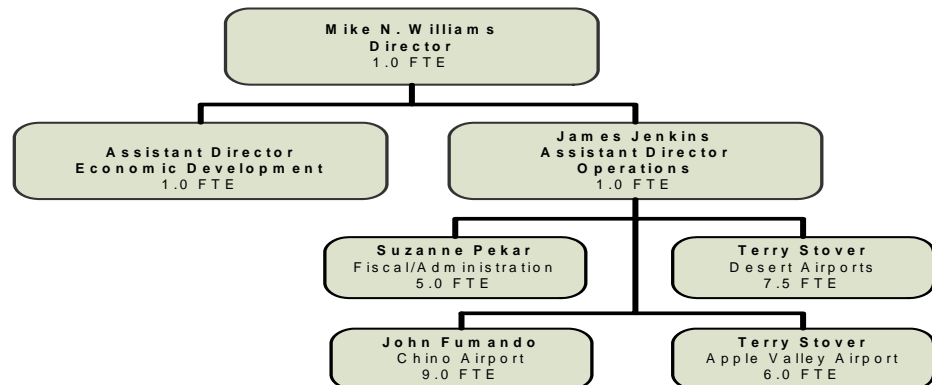 Mike N. Williams
Director
1.0 FTE
Assistant Director
Economic Development
1.0 FTE
James Jenkins
Assistant Director
Operations
1.0 FTE
Suzanne Pekar
Fiscal/Administration
5.0 FTE
Terry Stover
Desert Airports
7.5 FTE
John Fumando
Chino Airport
9.0 FTE
Terry Stover
Apple Valley Airport
6.0 FTE